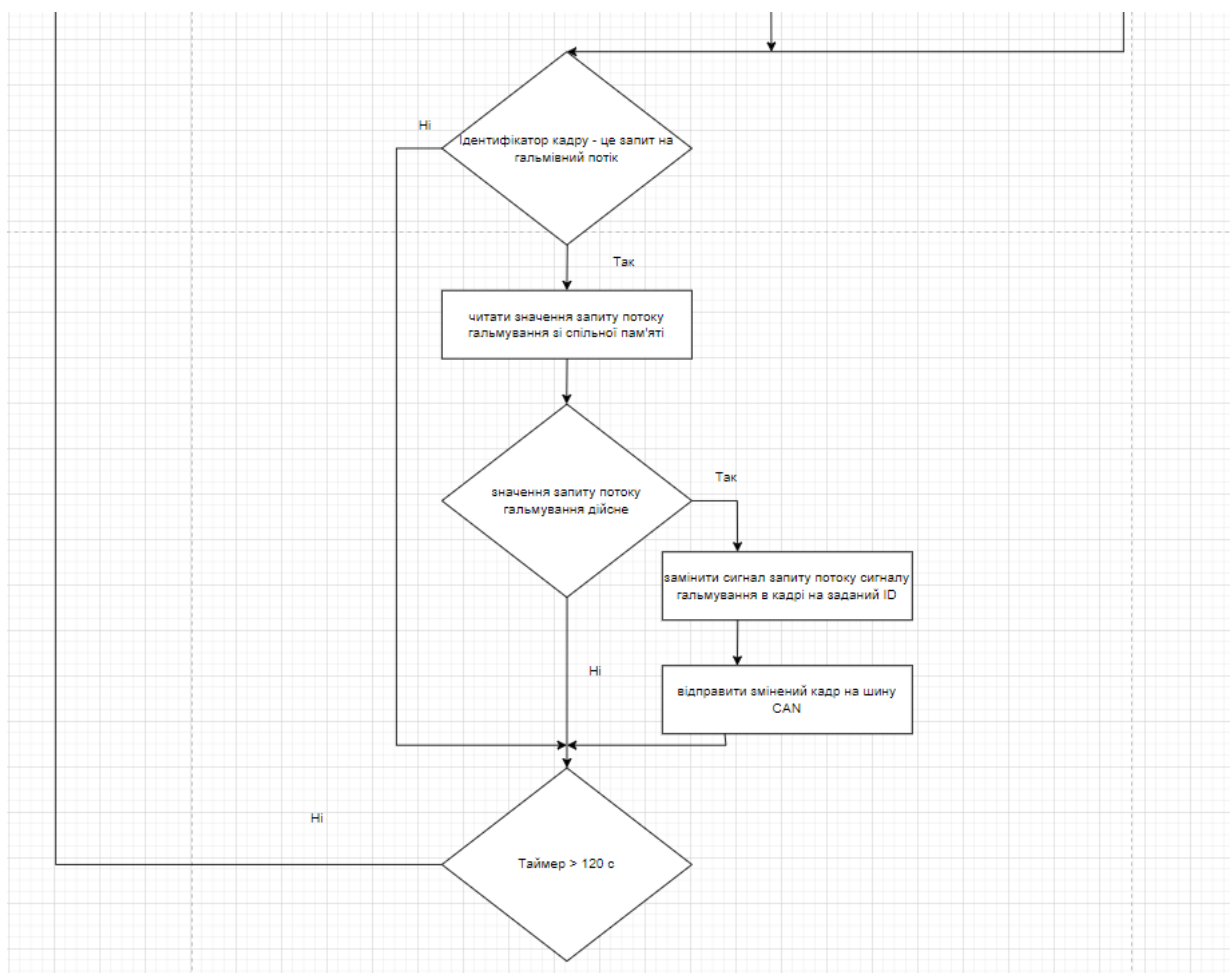 Ні
Ідентифікатор кадру - це запит на
гальмівний потік
Так
читати значення запиту потоку
гальмування зі спільної пам'яті
значення запиту потоку
гальмування дійсне
Так
замінити сигнал запиту потоку сигналу
гальмування в кадрі на заданий ID
Ні
відправити змінений кадр на шину
CAN
Ні
Таймер > 120 с